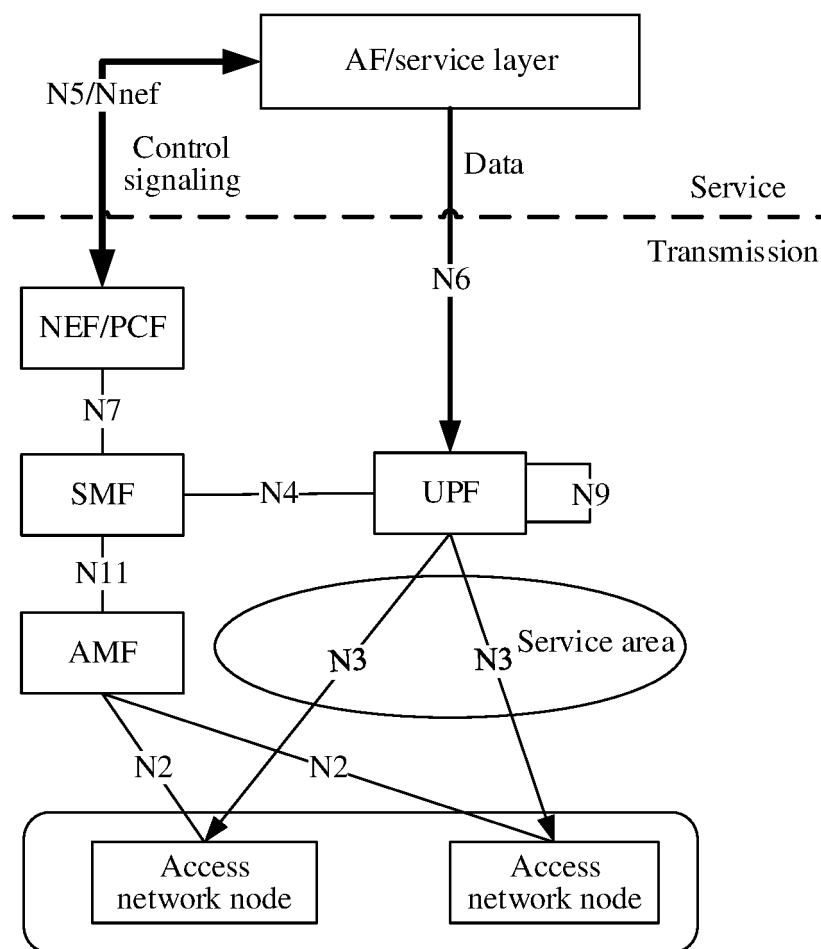 AF/service layer
N5/Nnef
Control
signaling
Data
Service
Transmission
N6
NEF/PCF
N7
SMF
N4
UPF
N9
N11
AMF
N3
N3
Service area
N2
N2
Access
network node
Access
network node